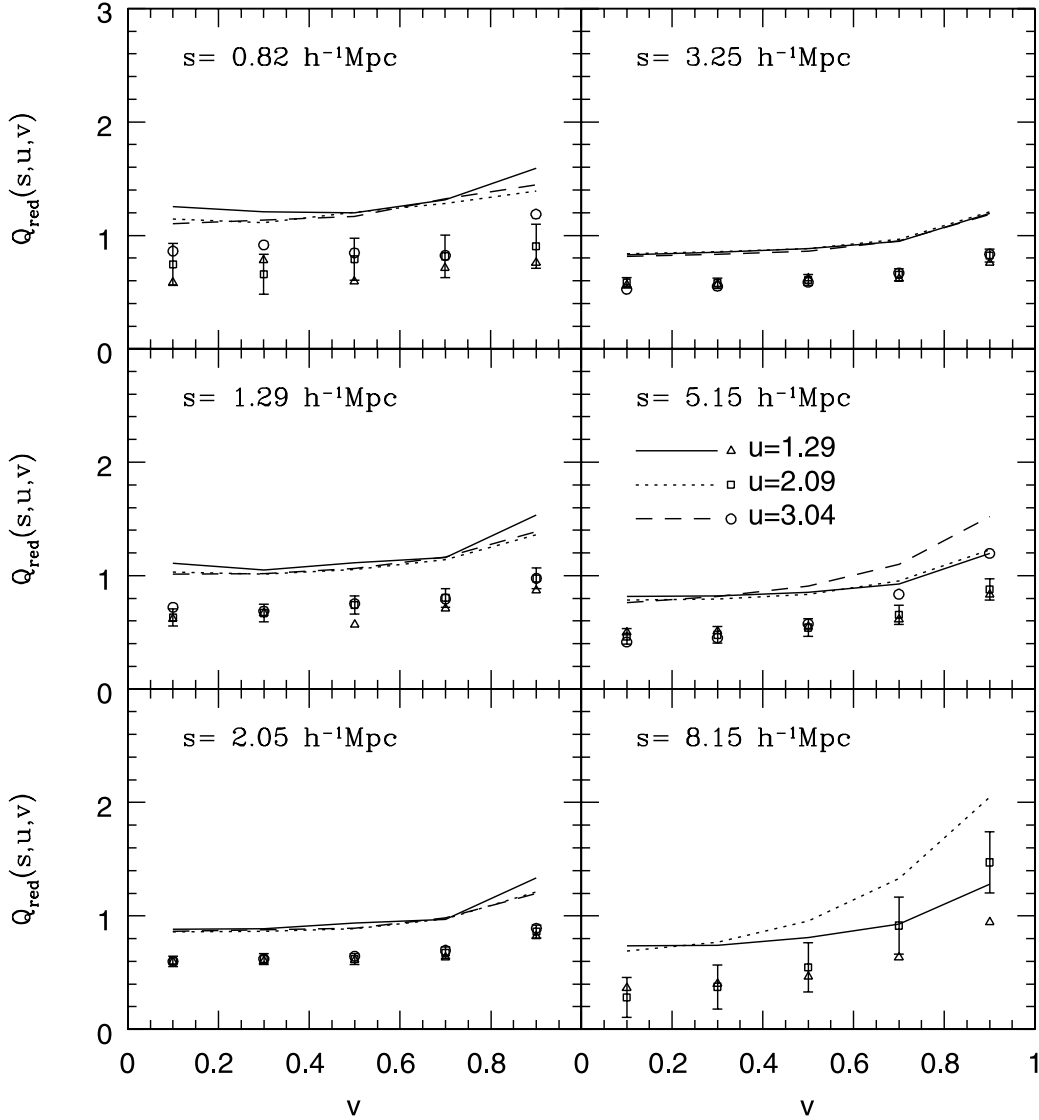 3
s= 0.82 h⁻¹Mpc
s= 3.25 h⁻¹Mpc
2
Q_red(s,u,v)
1
0
s= 1.29 h⁻¹Mpc
s= 5.15 h⁻¹Mpc
u=1.29
2
u=2.09
u=3.04
Q_red(s,u,v)
1
0
s= 2.05 h⁻¹Mpc
s= 8.15 h⁻¹Mpc
2
Q_red(s,u,v)
1
0
0 0.2 0.4 0.6 0.8 0 0.2 0.4 0.6 0.8 1
v v